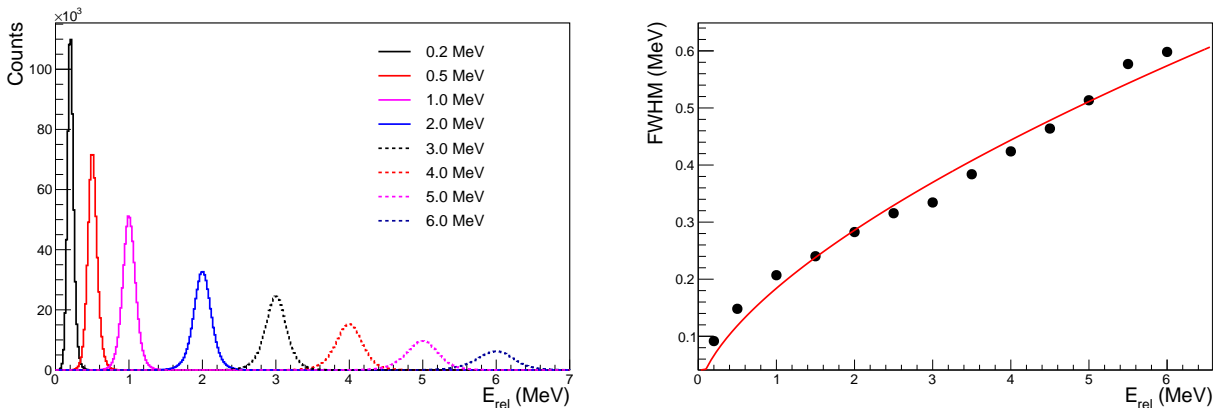 ×10³
Counts
100
80
60
40
20
0
0 1 2 3 4 5 6 7
E_rel (MeV)
0.2 MeV
0.5 MeV
1.0 MeV
2.0 MeV
3.0 MeV
4.0 MeV
5.0 MeV
6.0 MeV
FWHM (MeV)
0.6
0.5
0.4
0.3
0.2
0.1
0 1 2 3 4 5 6
E_rel (MeV)